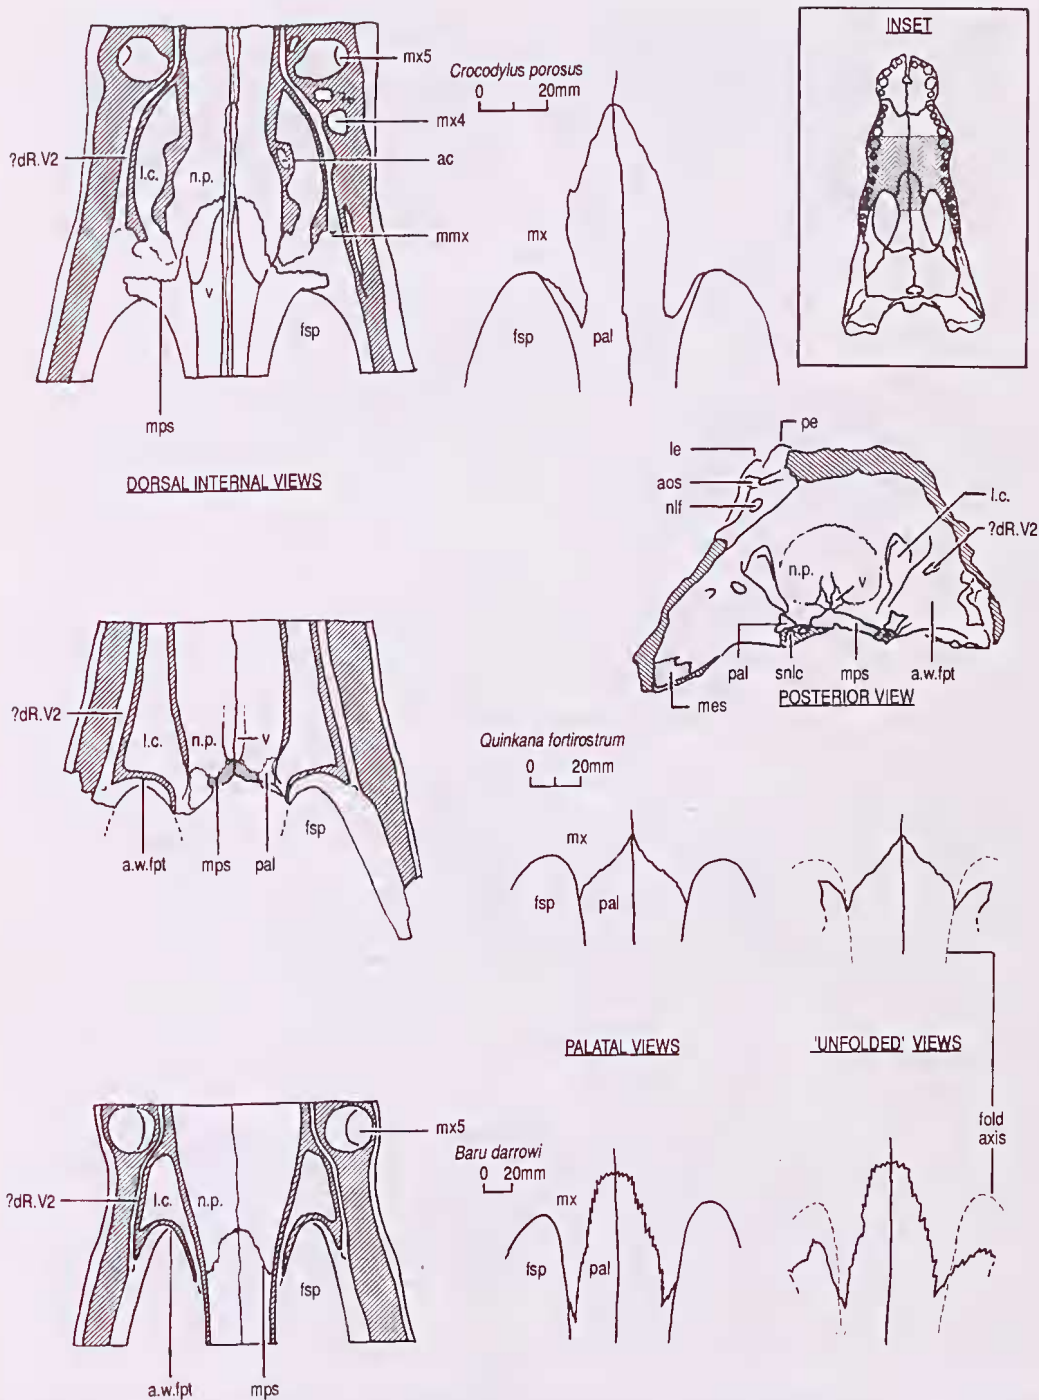 INSET
mx5
Crocodylus porosus
0 20mm
mx4
?dR.V2
l.c.
n.p.
ac
mx
mmx
v
fsp
fsp
pal
mps
pe
le
aos
nlf
l.c.
?dR.V2
n.p.
v
pal
snlc
mps
a.w.fpt
mes
POSTERIOR VIEW
DORSAL INTERNAL VIEWS
?dR.V2
l.c.
n.p.
v
fsp
a.w.fpt
mps
pal
Quinkana fortirostrum
0 20mm
mx
fsp
pal
PALATAL VIEWS
'UNFOLDED' VIEWS
fold
axis
mx5
Baru darrowi
0 20mm
?dR.V2
l.c.
n.p.
mx
fsp
fsp
pal
a.w.fpt
mps